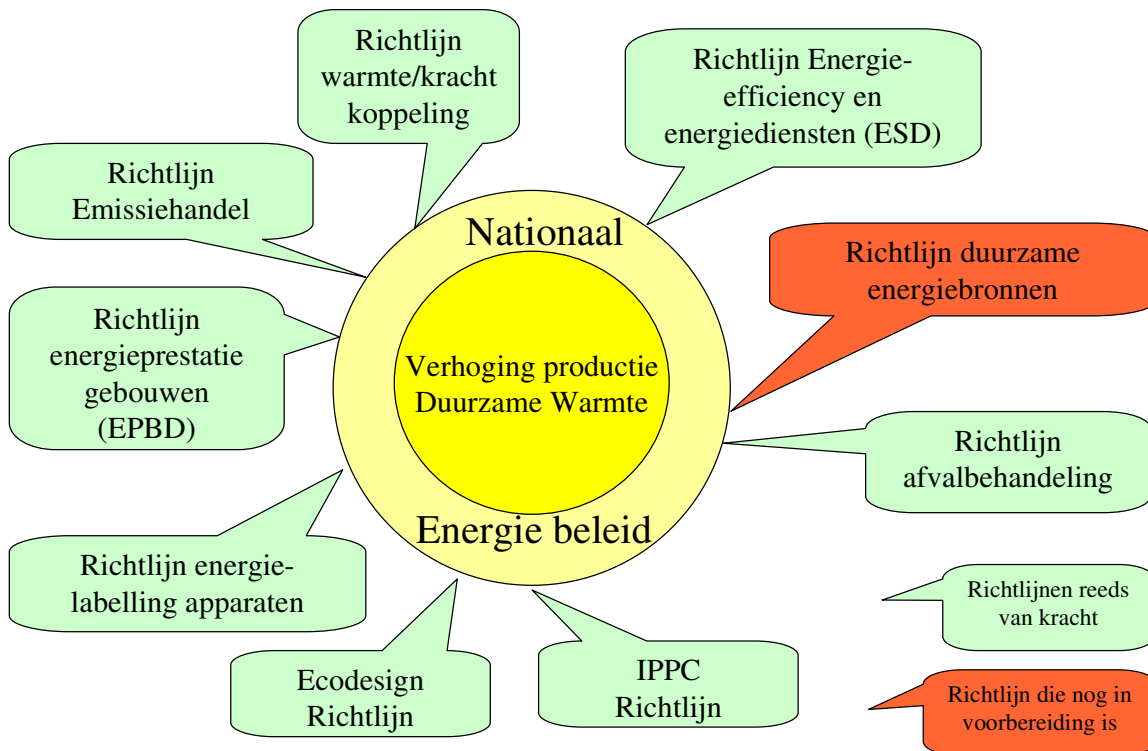 Richtlijn
warmte/kracht
koppeling
Richtlijn Energie-
efficiency en
energiediensten (ESD)
Richtlijn
Emissiehandel
Nationaal
Richtlijn duurzame
energiebronnen
Richtlijn
energieprestatie
gebouwen
(EPBD)
Verhoging productie
Duurzame Warmte
Richtlijn
afvalbehandeling
Energie beleid
Richtlijn energie-
labelling apparaten
Richtlijnen reeds
van kracht
Ecodesign
Richtlijn
IPPC
Richtlijn
Richtlijn die nog in
voorbereiding is